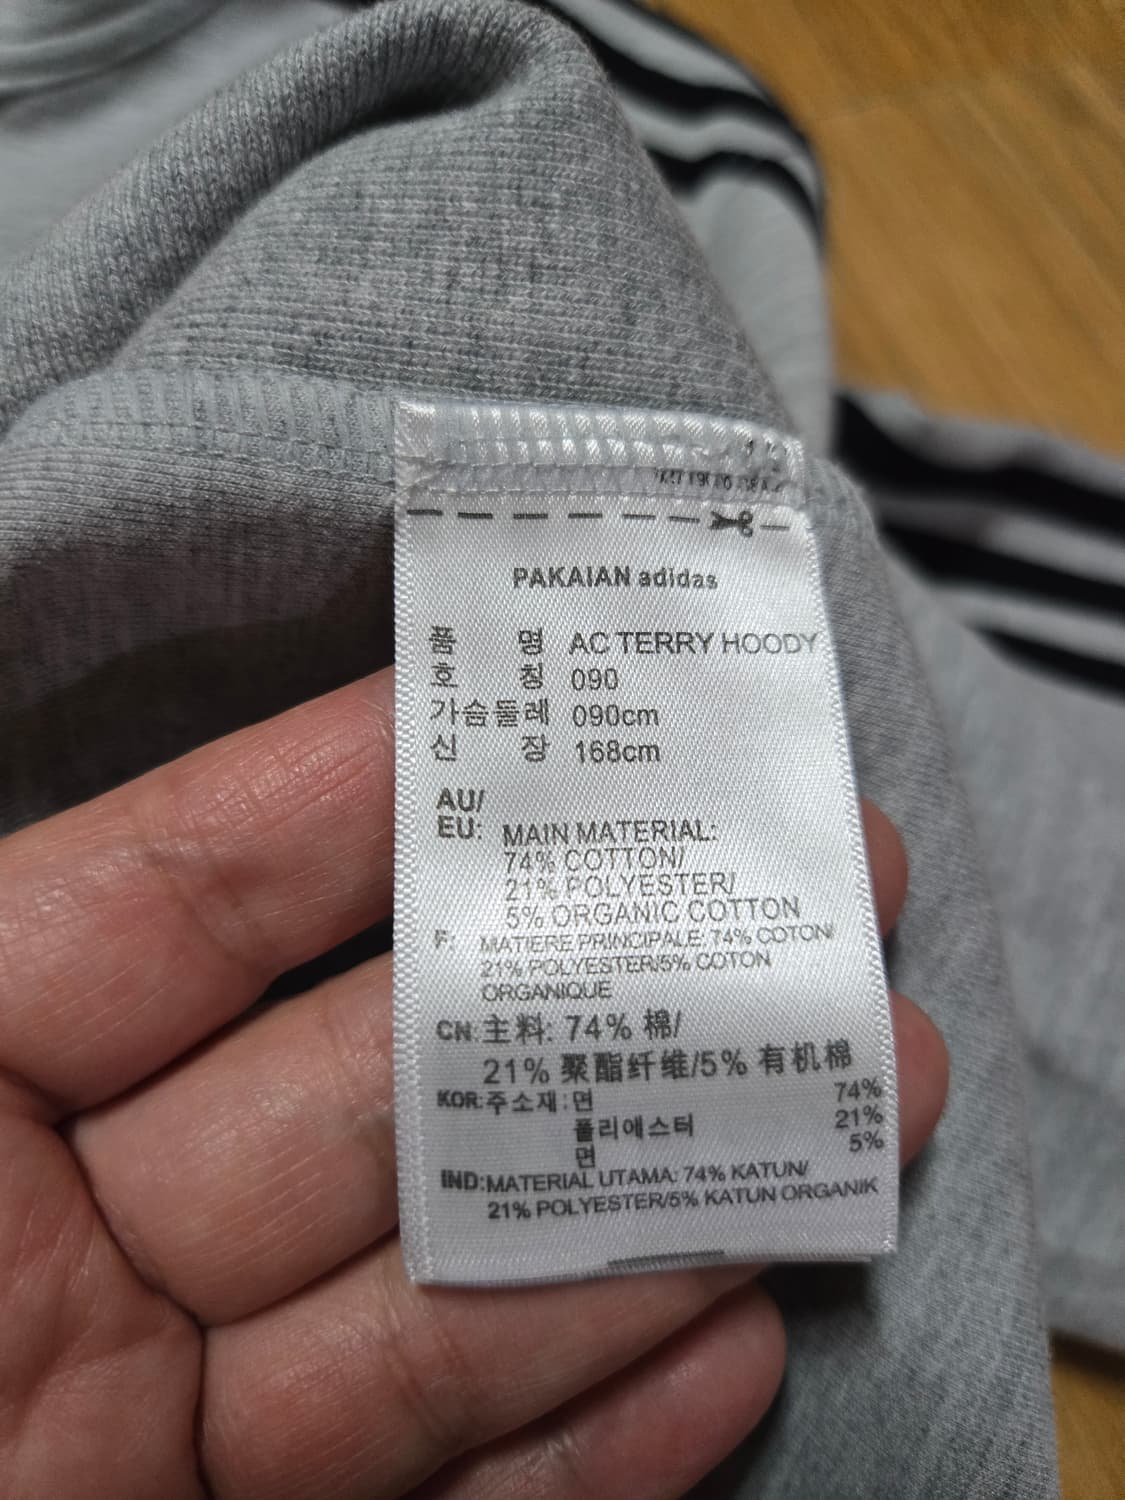 PAKAIAN adidas
품 명 AC TERRY HOODY
호 칭 090
가슴둘레 090cm
신 장 168cm
AU/
EU: MAIN MATERIAL:
74% COTTON/
21% POLYESTER/
5% ORGANIC COTTON
F: MATIERE PRINCIPALE: 74% COTON/
21% POLYESTER/5% COTON
ORGANIQUE
CN: 主料: 74% 棉/
21% 聚酯纤维/5% 有机棉
KOR: 주소재: 면 74%
폴리에스터 21%
면 5%
IND: MATERIAL UTAMA: 74% KATUN/
21% POLYESTER/5% KATUN ORGANIK